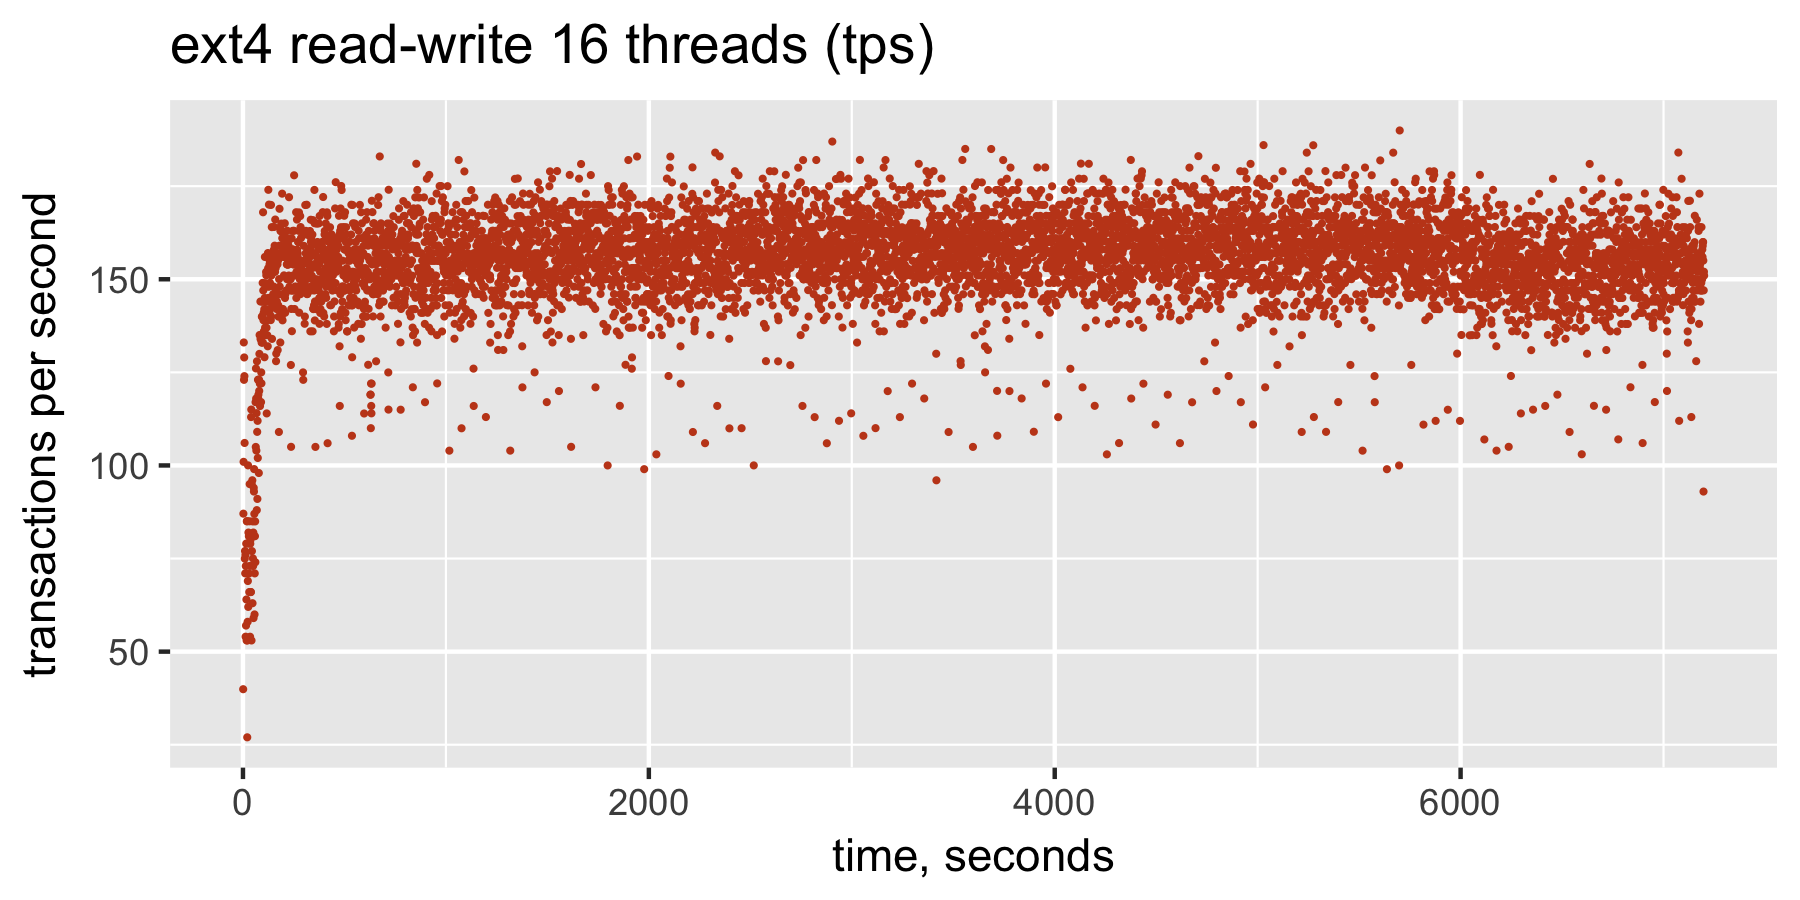 ext4 read-write 16 threads (tps)
transactions per second
150
100
50
0 2000 4000 6000
time, seconds